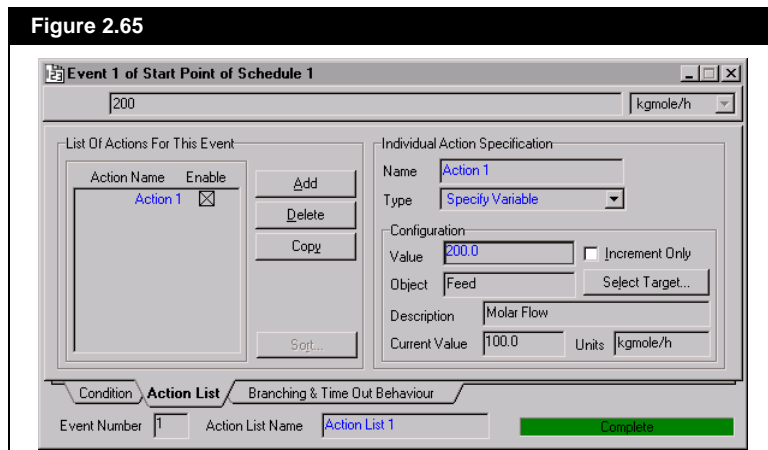 Figure 2.65
Event 1 of Start Point of Schedule 1
200 kgmole/h
List Of Actions For This Event
Action Name Enable
Action 1
Add
Delete
Copy
Sort...
Individual Action Specification
Name Action 1
Type Specify Variable
Configuration
Value 200.0 Increment Only
Object Feed Select Target...
Description Molar Flow
Current Value 100.0 Units kgmole/h
Condition Action List Branching & Time Out Behaviour
Event Number 1 Action List Name Action List 1 Complete